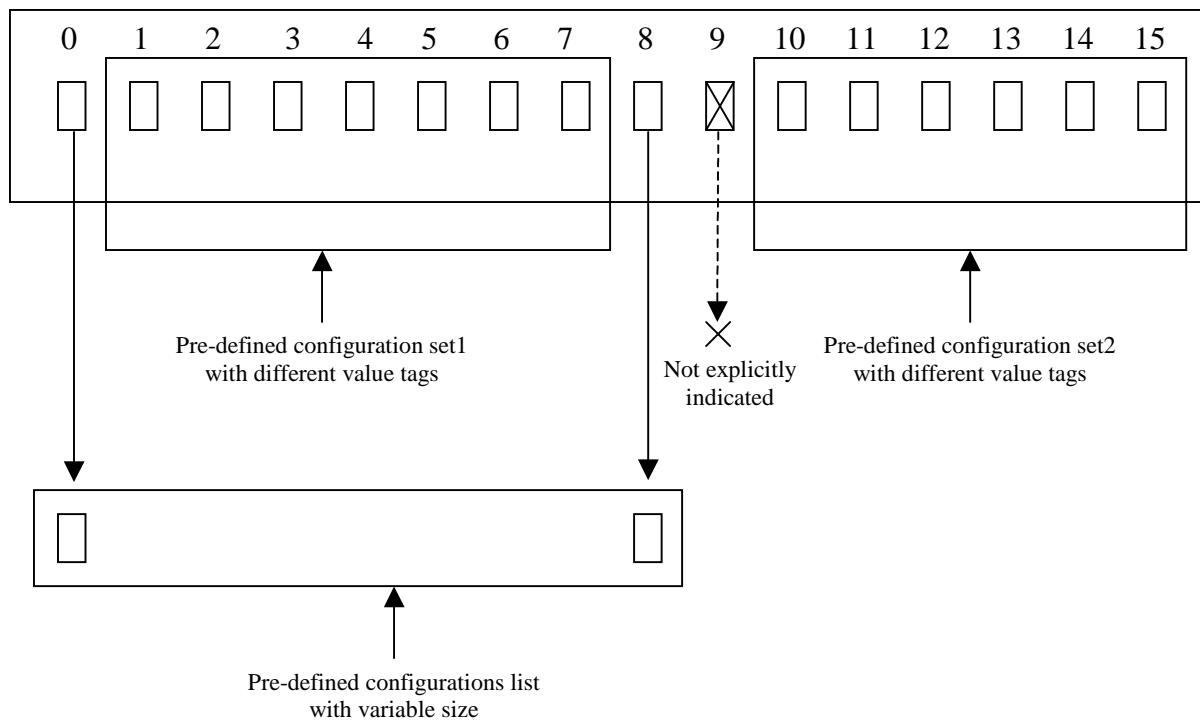 0 1 2 3 4 5 6 7 8 9 10 11 12 13 14 15
Pre-defined configuration set1
with different value tags
Not explicitly
indicated
Pre-defined configuration set2
with different value tags
Pre-defined configurations list
with variable size